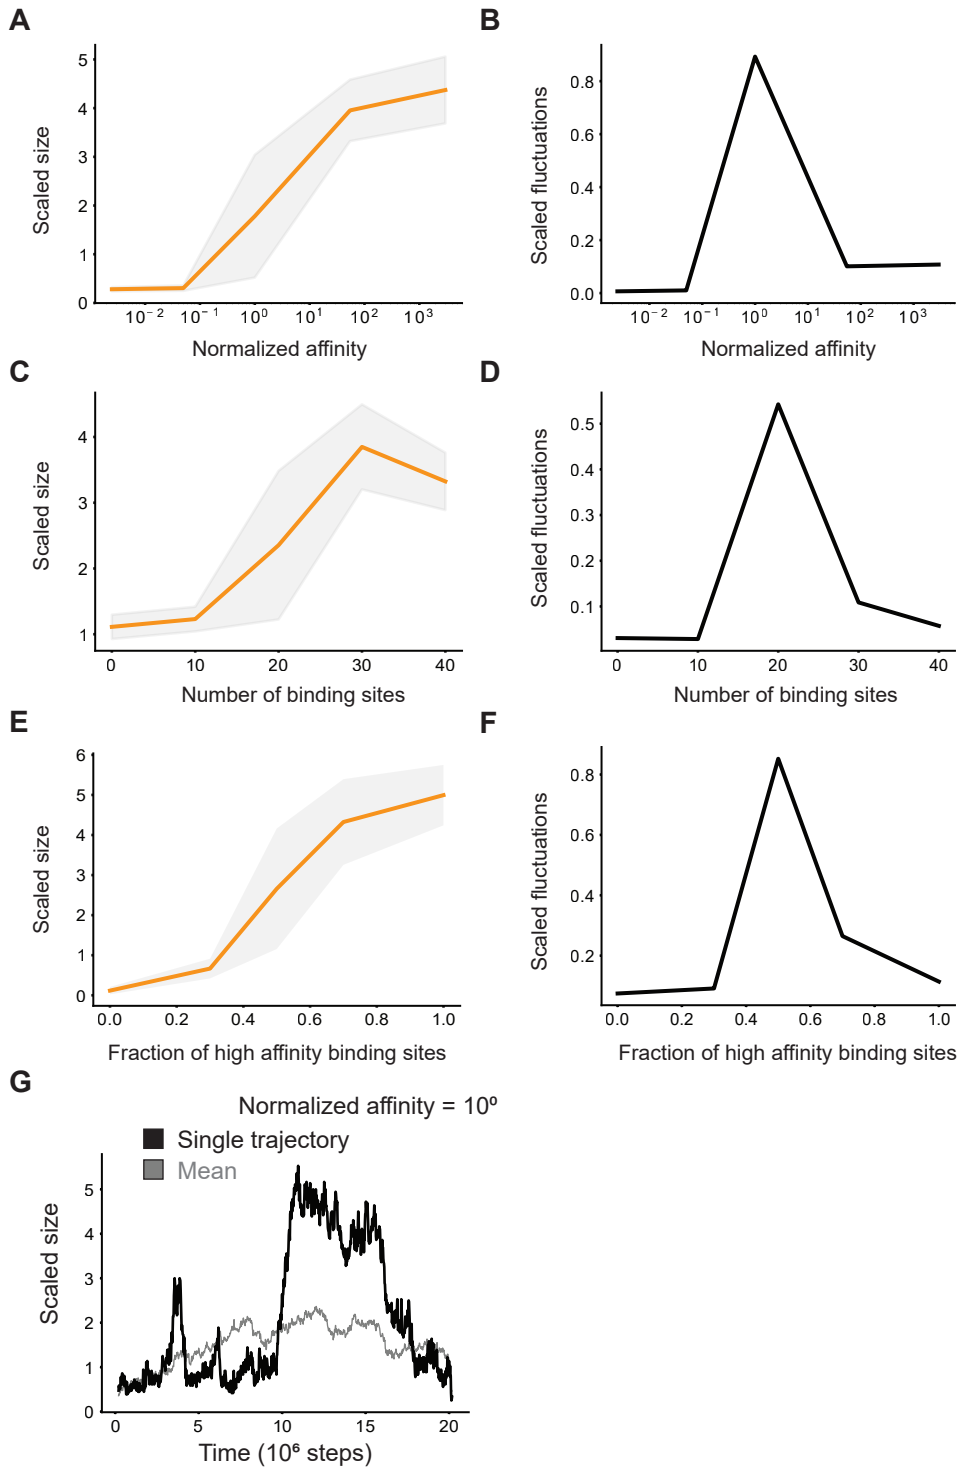 A
B
5
4
3
2
1
0
Scaled size
10⁻² 10⁻¹ 10⁰ 10¹ 10² 10³
Normalized affinity
0.8
0.6
0.4
0.2
0.0
Scaled fluctuations
10⁻² 10⁻¹ 10⁰ 10¹ 10² 10³
Normalized affinity
C
D
4
3
2
1
Scaled size
0 10 20 30 40
Number of binding sites
0.5
0.4
0.3
0.2
0.1
Scaled fluctuations
0 10 20 30 40
Number of binding sites
E
F
6
5
4
3
2
1
0
Scaled size
0.0 0.2 0.4 0.6 0.8 1.0
Fraction of high affinity binding sites
0.8
0.6
0.4
0.2
Scaled fluctuations
0.0 0.2 0.4 0.6 0.8 1.0
Fraction of high affinity binding sites
G
Normalized affinity = 10⁰
Single trajectory
Mean
5
4
3
2
1
0
Scaled size
0 5 10 15 20
Time (10⁶ steps)